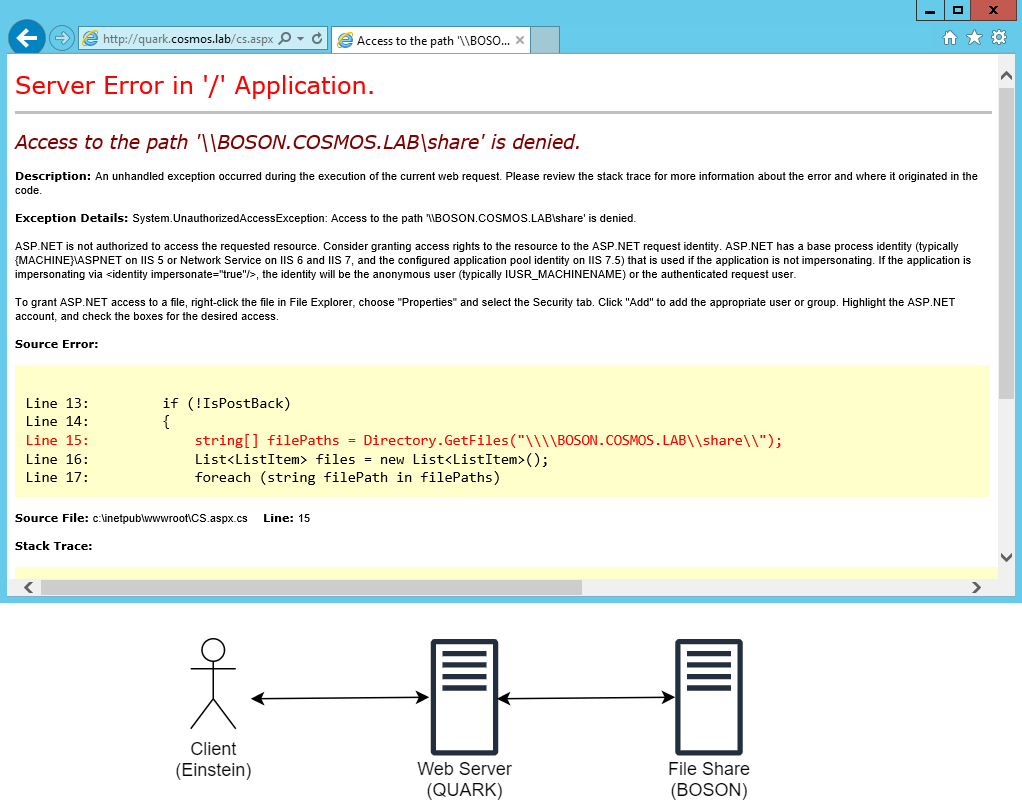 http://quark.cosmos.lab/cs.aspx
Access to the path '\\BOSO...
Server Error in '/' Application.
Access to the path '\\BOSON.COSMOS.LAB\share' is denied.
Description: An unhandled exception occurred during the execution of the current web request. Please review the stack trace for more information about the error and where it originated in the
code.
Exception Details: System.UnauthorizedAccessException: Access to the path '\\BOSON.COSMOS.LAB\share' is denied.
ASP.NET is not authorized to access the requested resource. Consider granting access rights to the resource to the ASP.NET request identity. ASP.NET has a base process identity (typically
{MACHINE}\ASPNET on IIS 5 or Network Service on IIS 6 and IIS 7, and the configured application pool identity on IIS 7.5) that is used if the application is not impersonating. If the application is
impersonating via <identity impersonate="true"/>, the identity will be the anonymous user (typically IUSR_MACHINENAME) or the authenticated request user.
To grant ASP.NET access to a file, right-click the file in File Explorer, choose "Properties" and select the Security tab. Click "Add" to add the appropriate user or group. Highlight the ASP.NET
account, and check the boxes for the desired access.
Source Error:
Line 13:         if (!IsPostBack)
Line 14:         {
Line 15:             string[] filePaths = Directory.GetFiles("\\\\BOSON.COSMOS.LAB\\share\\");
Line 16:             List<ListItem> files = new List<ListItem>();
Line 17:             foreach (string filePath in filePaths)
Source File: c:\inetpub\wwwroot\CS.aspx.cs    Line: 15
Stack Trace:
Client
(Einstein)
Web Server
(QUARK)
File Share
(BOSON)